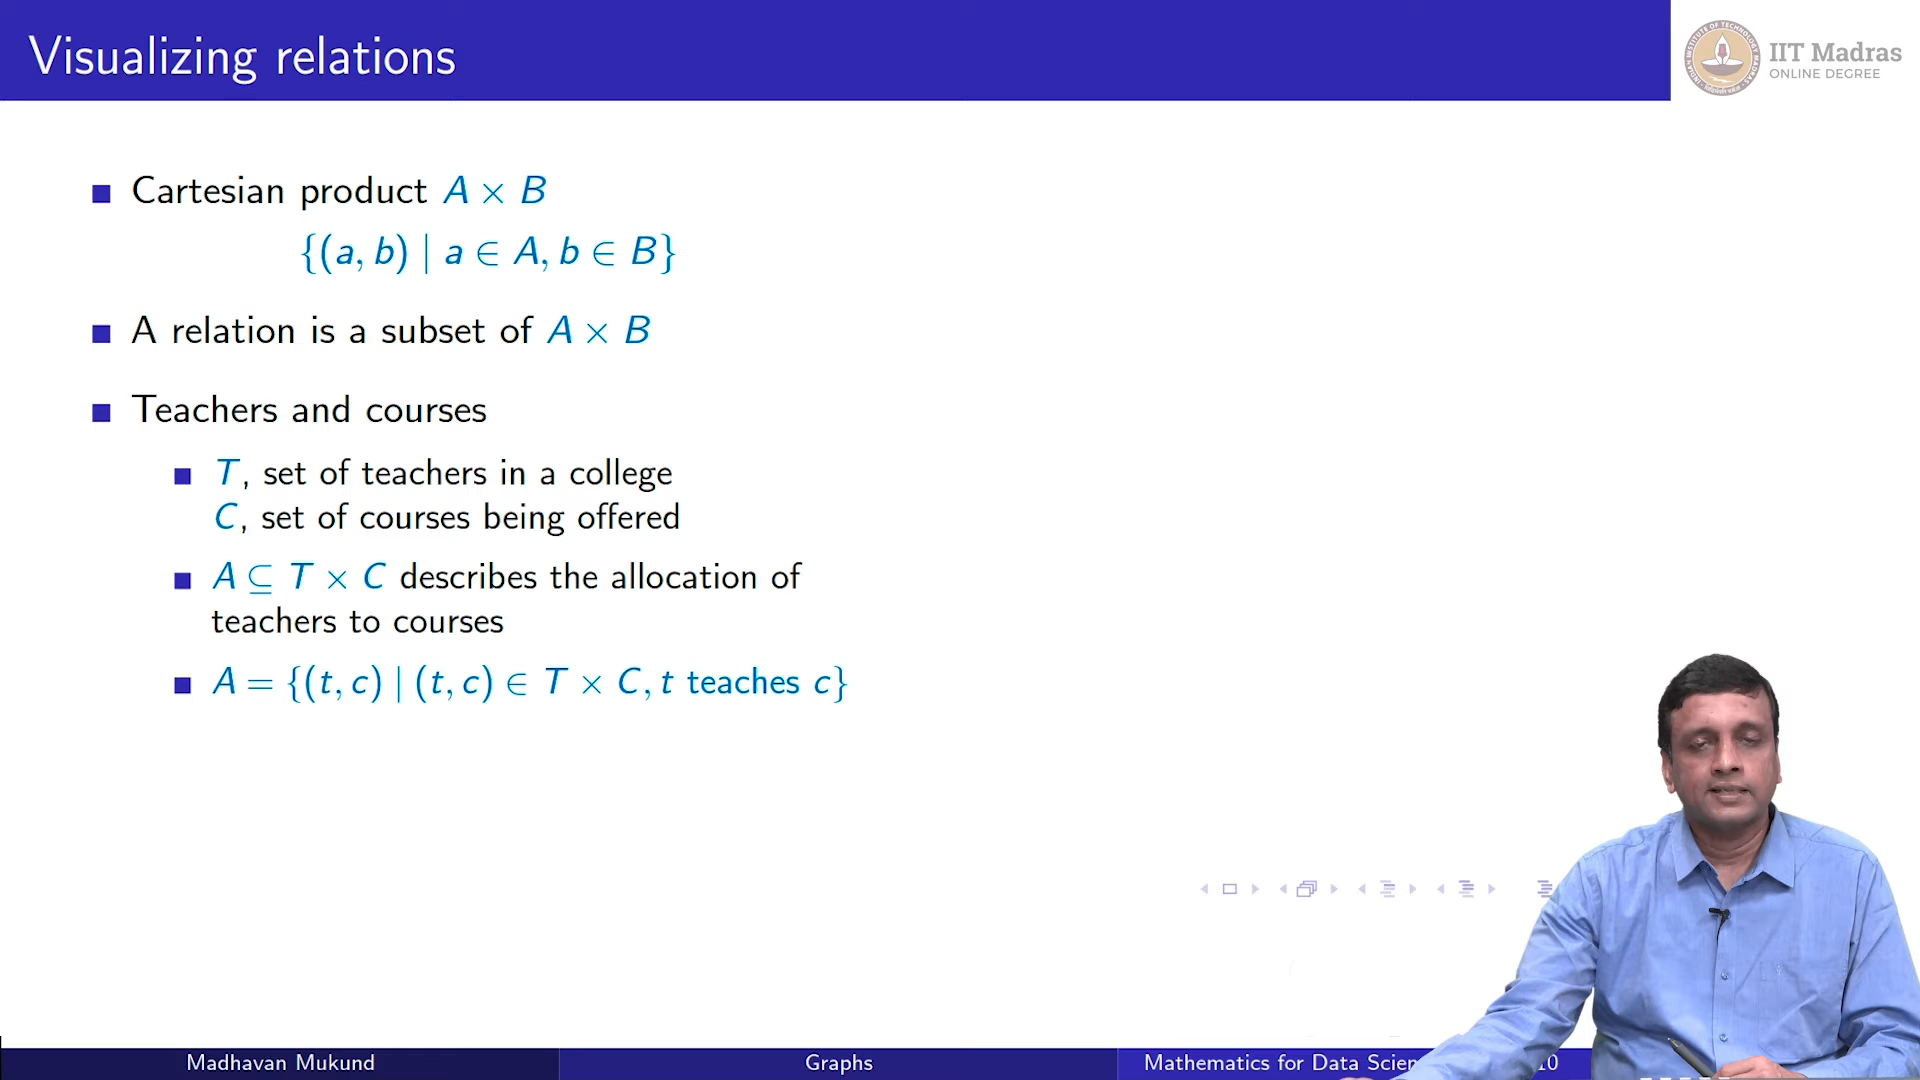 Visualizing relations
IIT Madras
ONLINE DEGREE
Cartesian product A × B
{(a, b) | a ∈ A, b ∈ B}
A relation is a subset of A × B
Teachers and courses
T, set of teachers in a college
C, set of courses being offered
A ⊆ T × C describes the allocation of
teachers to courses
A = {(t, c) | (t, c) ∈ T × C, t teaches c}
Madhavan Mukund
Graphs
Mathematics for Data